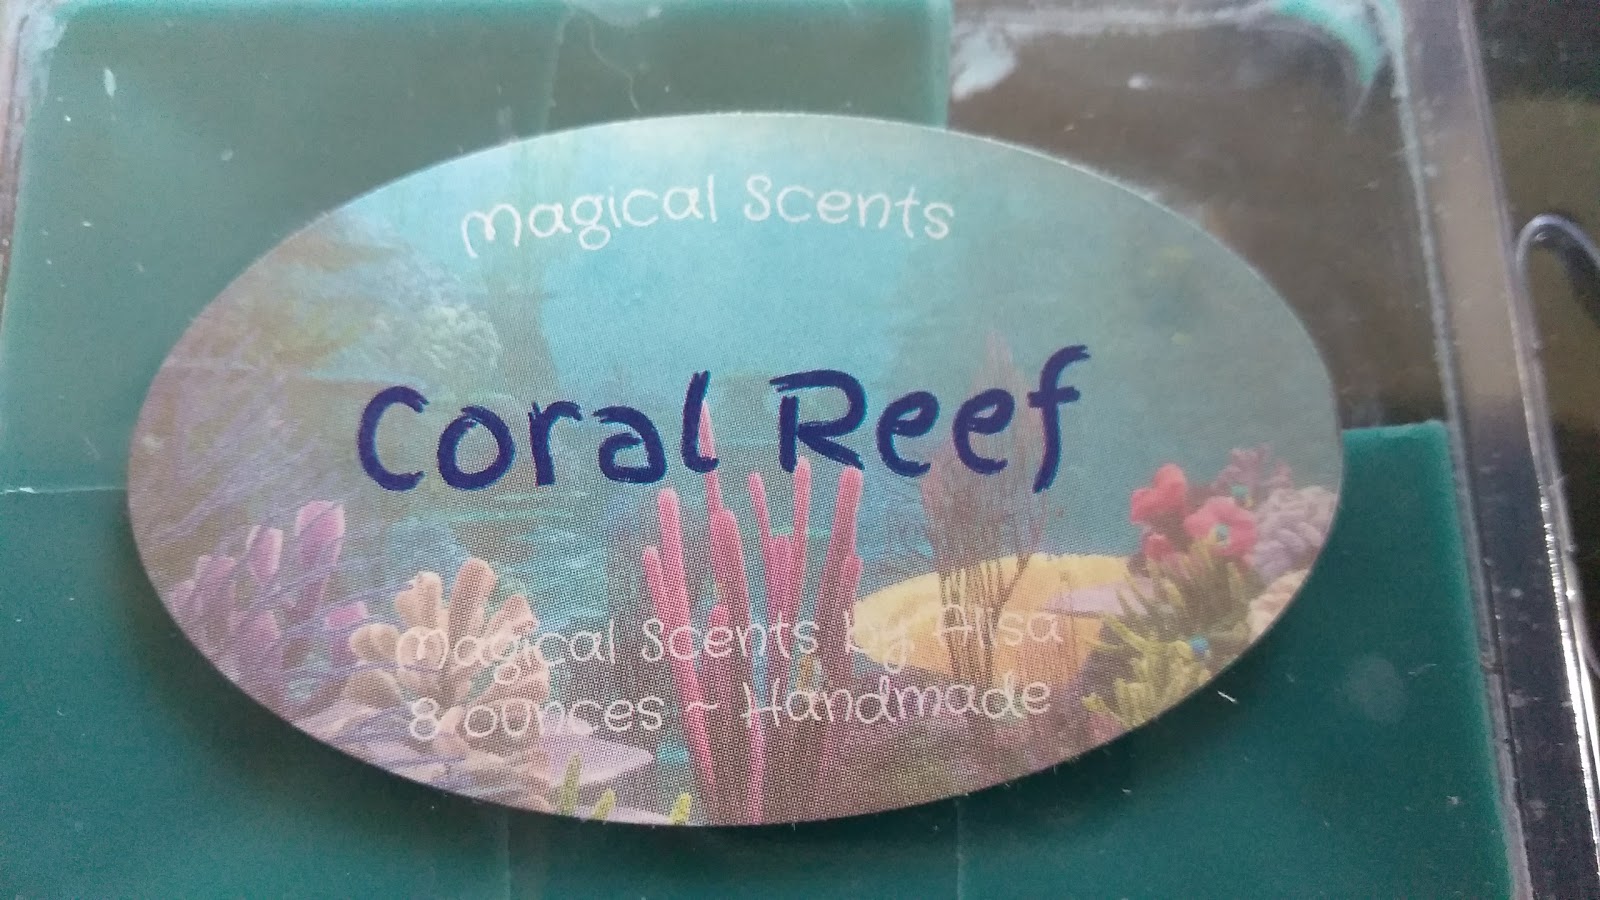 Magical Scents
Coral Reef
Magical Scents by Alisa
8 ounces ~ Handmade